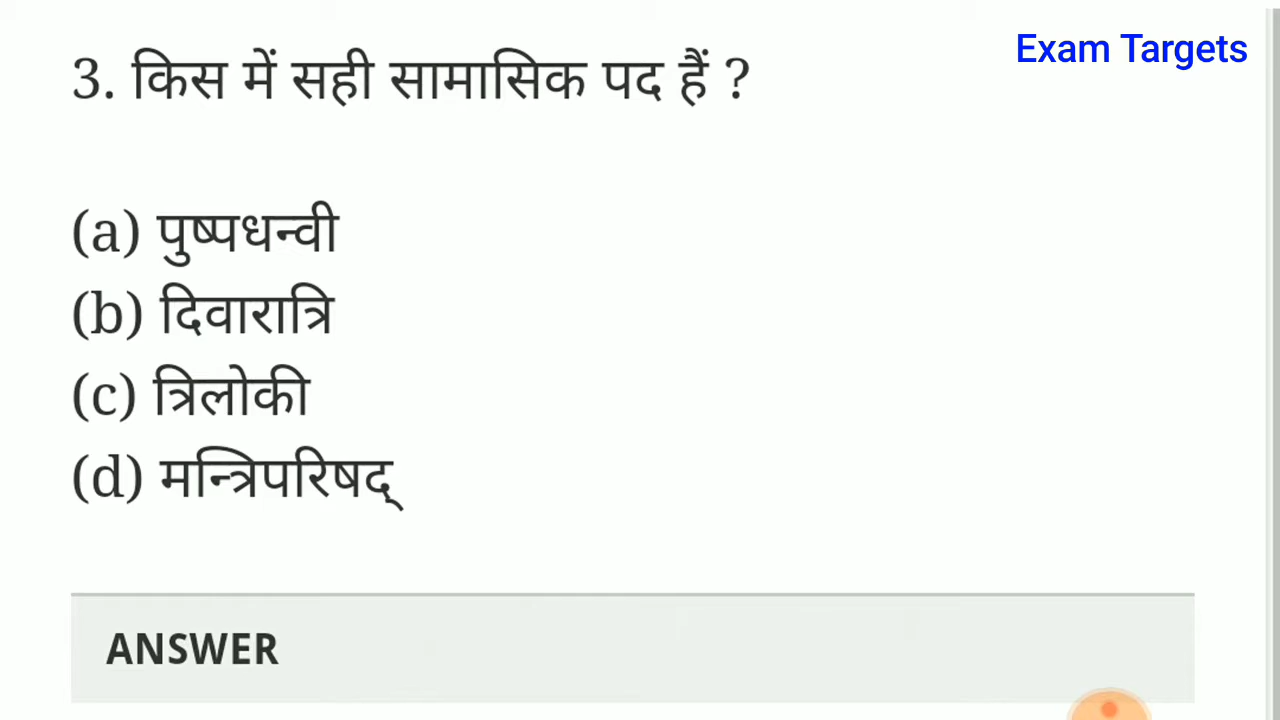 Exam Targets
3. किस में सही सामासिक पद हैं ?
(a) पुष्पधन्वी
(b) दिवारात्रि
(c) त्रिलोकी
(d) मन्त्रिपरिषद्
ANSWER